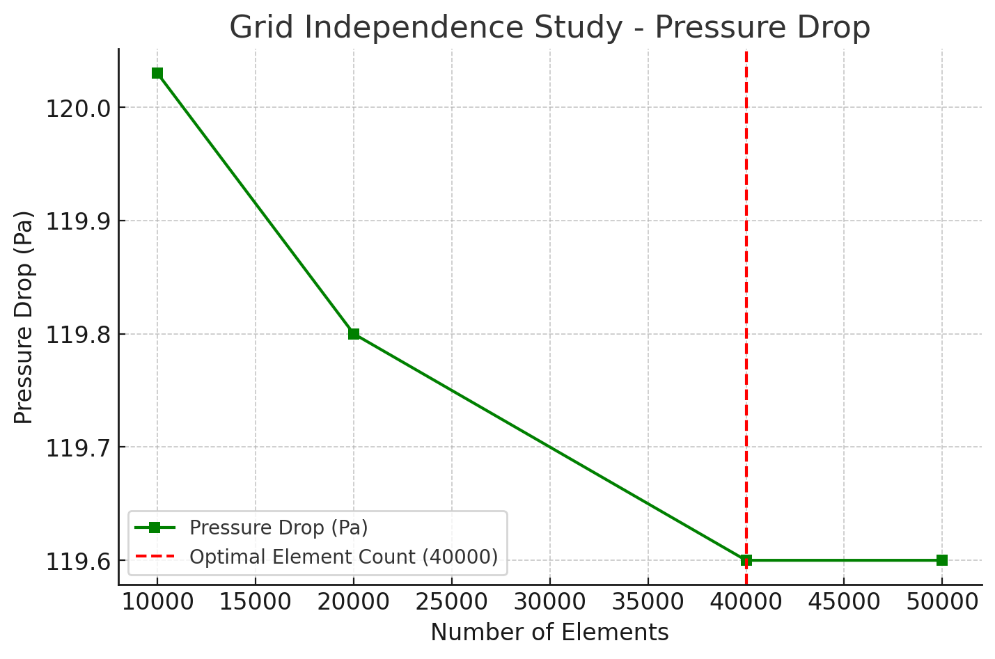 Grid Independence Study - Pressure Drop
Pressure Drop (Pa)
120.0
119.9
119.8
119.7
119.6
Pressure Drop (Pa)
Optimal Element Count (40000)
10000 15000 20000 25000 30000 35000 40000 45000 50000
Number of Elements